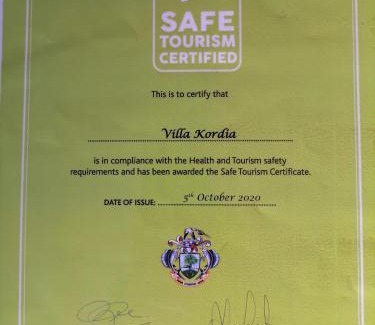 SAFE
TOURISM
CERTIFIED
This is to certify that
Villa Kordia
is in compliance with the Health and Tourism safety
requirements and has been awarded the Safe Tourism Certificate.
DATE OF ISSUE: 5th October 2020